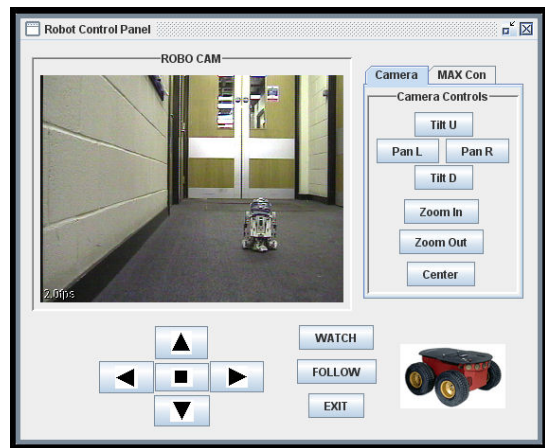 Robot Control Panel
ROBO CAM
2.0fps
Camera
MAX Con
Camera Controls
Tilt U
Pan L
Pan R
Tilt D
Zoom In
Zoom Out
Center
WATCH
FOLLOW
EXIT